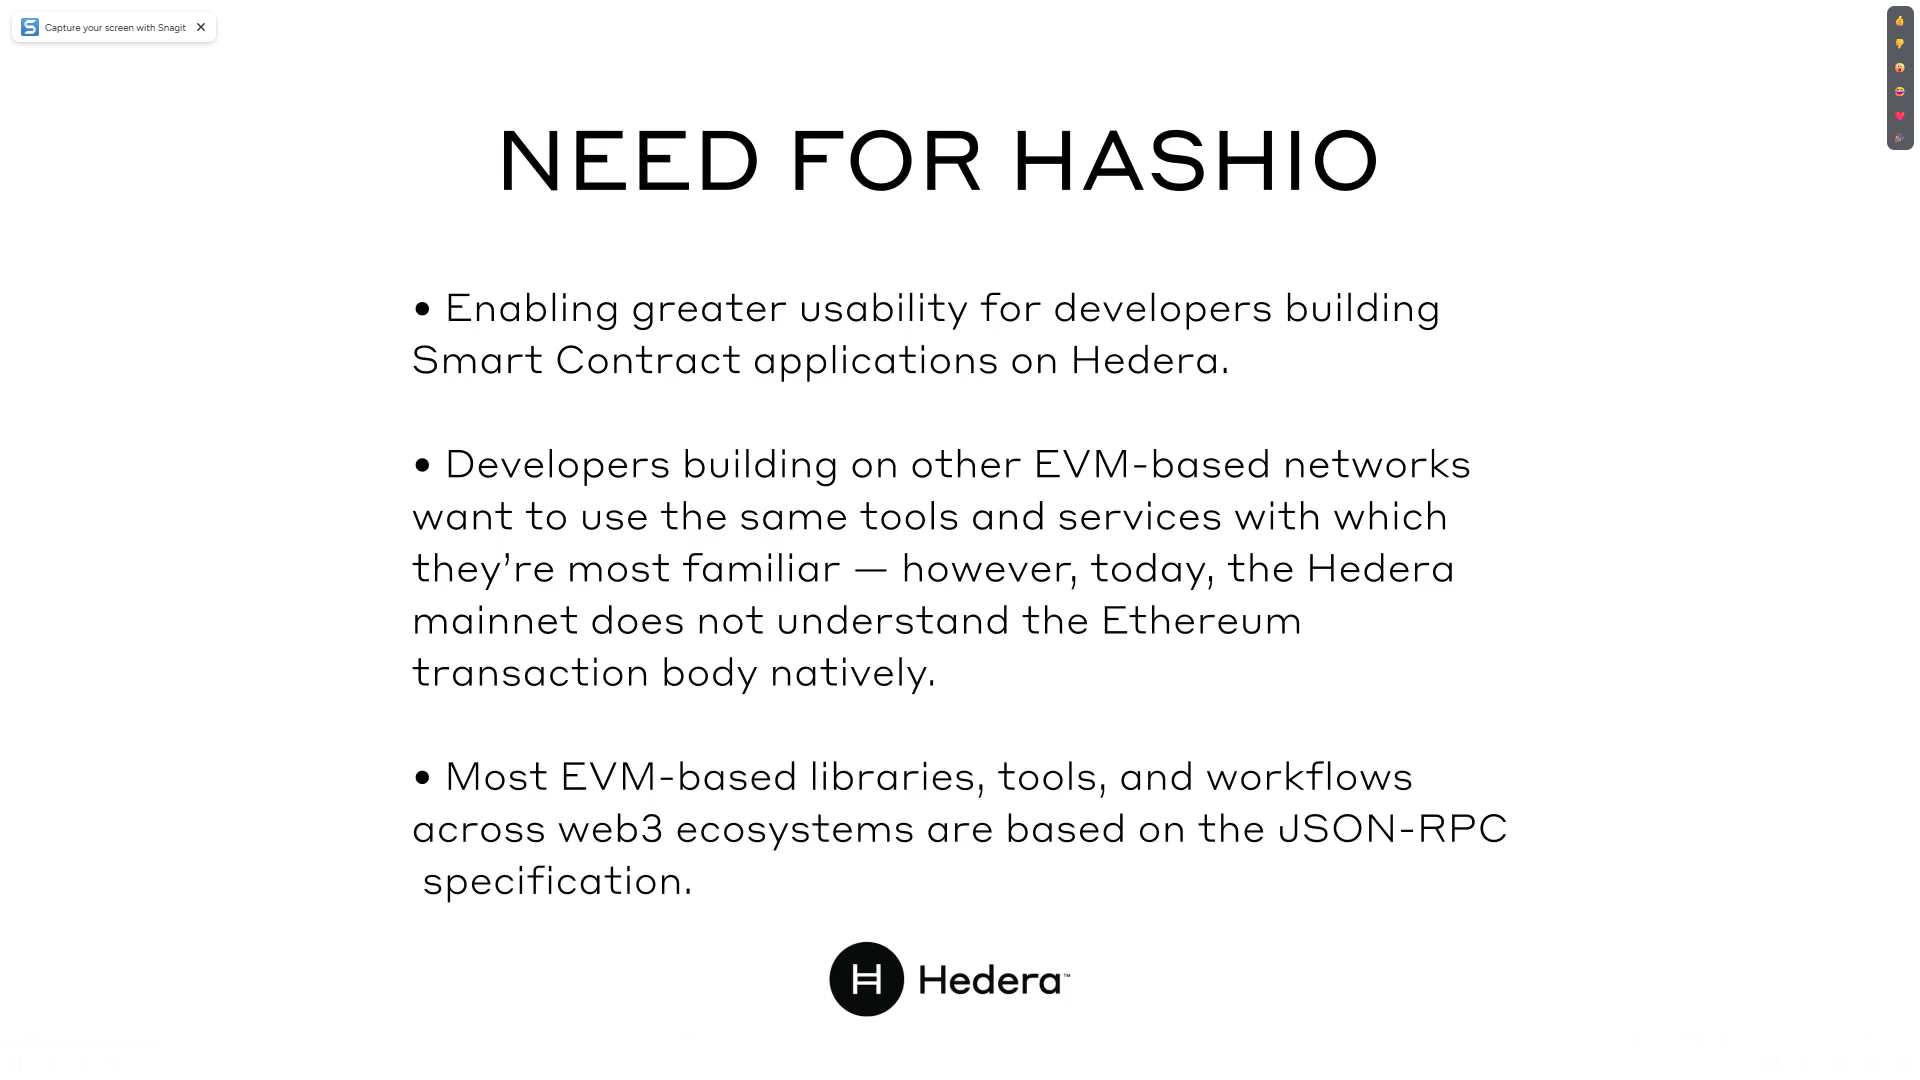 Capture your screen with Snagit
NEED FOR HASHIO
• Enabling greater usability for developers building
Smart Contract applications on Hedera.
• Developers building on other EVM-based networks
want to use the same tools and services with which
they’re most familiar — however, today, the Hedera
mainnet does not understand the Ethereum
transaction body natively.
• Most EVM-based libraries, tools, and workflows
across web3 ecosystems are based on the JSON-RPC
specification.
Hedera™